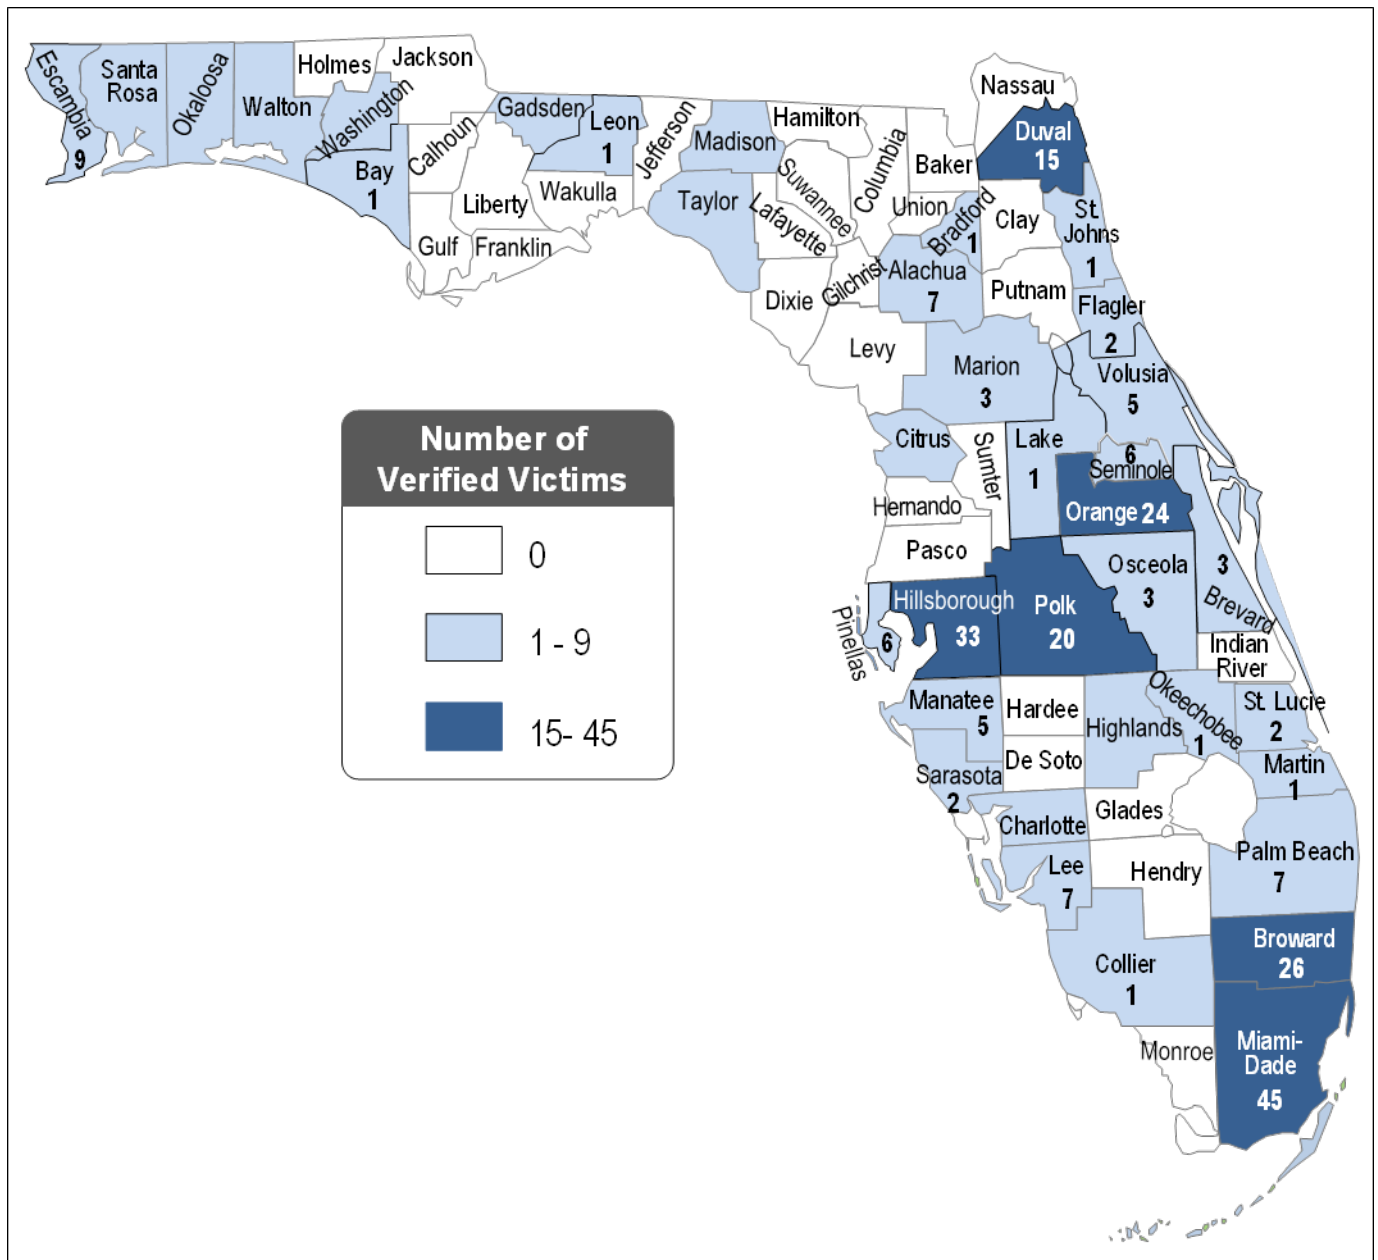 Escambia
9
Santa
Rosa
Okaloosa
Walton
Holmes
Jackson
Washington
Bay
1
Calhoun
Gulf
Liberty
Franklin
Gadsden
Leon
1
Wakulla
Jefferson
Madison
Taylor
Hamilton
Suwannee
Lafayette
Columbia
Dixie
Gilchrist
Baker
Union
Bradford
1
Nassau
Duval
15
Clay
St.
Johns
1
Alachua
7
Putnam
Flagler
2
Levy
Marion
3
Volusia
5
Citrus
Sumter
Lake
1
6
Seminole
Orange 24
Hernando
Pasco
Pinellas
6
Hillsborough
33
Polk
20
Osceola
3
3
Brevard
Indian
River
Manatee
5
Hardee
Highlands
Okeechobee
1
St. Lucie
2
De Soto
Sarasota
2
Martin
1
Charlotte
Glades
Lee
7
Hendry
Palm Beach
7
Collier
1
Broward
26
Monroe
Miami-
Dade
45
Number of
Verified Victims
0
1 - 9
15- 45